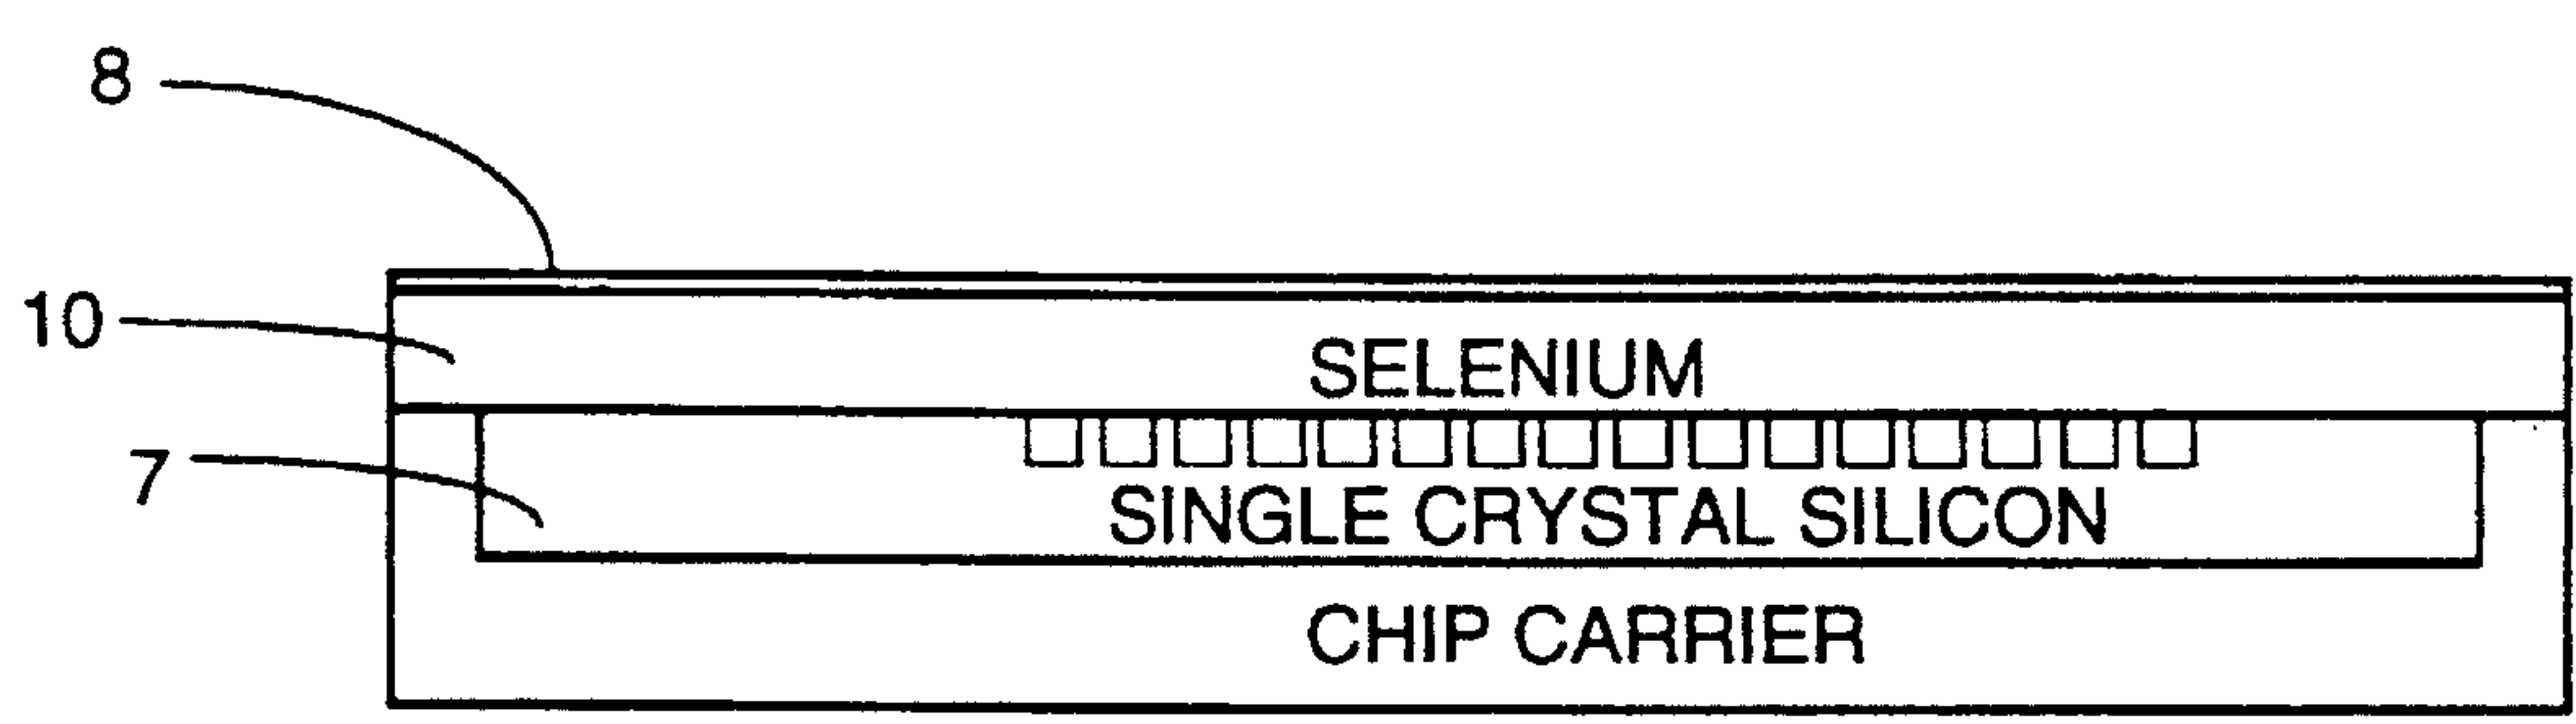 8
10
SELENIUM
7
SINGLE CRYSTAL SILICON
CHIP CARRIER